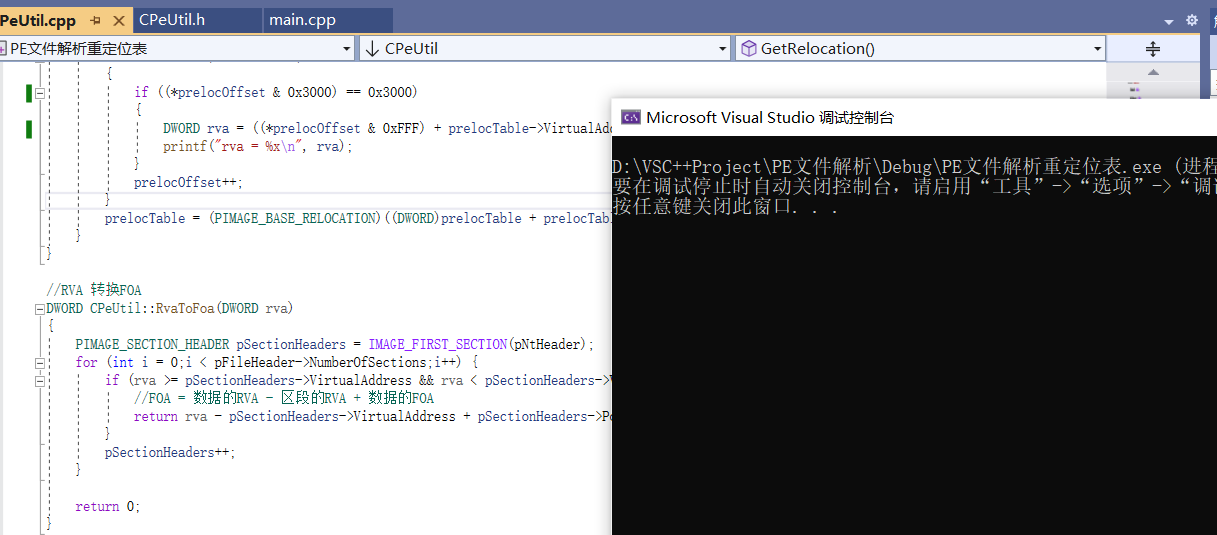 PeUtil.cpp CPeUtil.h main.cpp
PE文件解析重定位表 CPeUtil GetRelocation()
{
if ((*prelocOffset & 0x3000) == 0x3000)
{
DWORD rva = ((*prelocOffset & 0xFFF) + prelocTable->VirtualAd
printf("rva = %x\n", rva);
}
prelocOffset++;
}
prelocTable = (PIMAGE_BASE_RELOCATION)((DWORD)prelocTable + prelocTab
}
}
//RVA 转换FOA
DWORD CPeUtil::RvaToFoa(DWORD rva)
{
PIMAGE_SECTION_HEADER pSectionHeaders = IMAGE_FIRST_SECTION(pNtHeader);
for (int i = 0;i < pFileHeader->NumberOfSections;i++) {
if (rva >= pSectionHeaders->VirtualAddress && rva < pSectionHeaders->
//FOA = 数据的RVA - 区段的RVA + 数据的FOA
return rva - pSectionHeaders->VirtualAddress + pSectionHeaders->Po
}
pSectionHeaders++;
}
return 0;
}
Microsoft Visual Studio 调试控制台
D:\VSC++Project\PE文件解析\Debug\PE文件解析重定位表.exe (进程
要在调试停止时自动关闭控制台，请启用“工具”->“选项”->“调试
按任意键关闭此窗口. . .